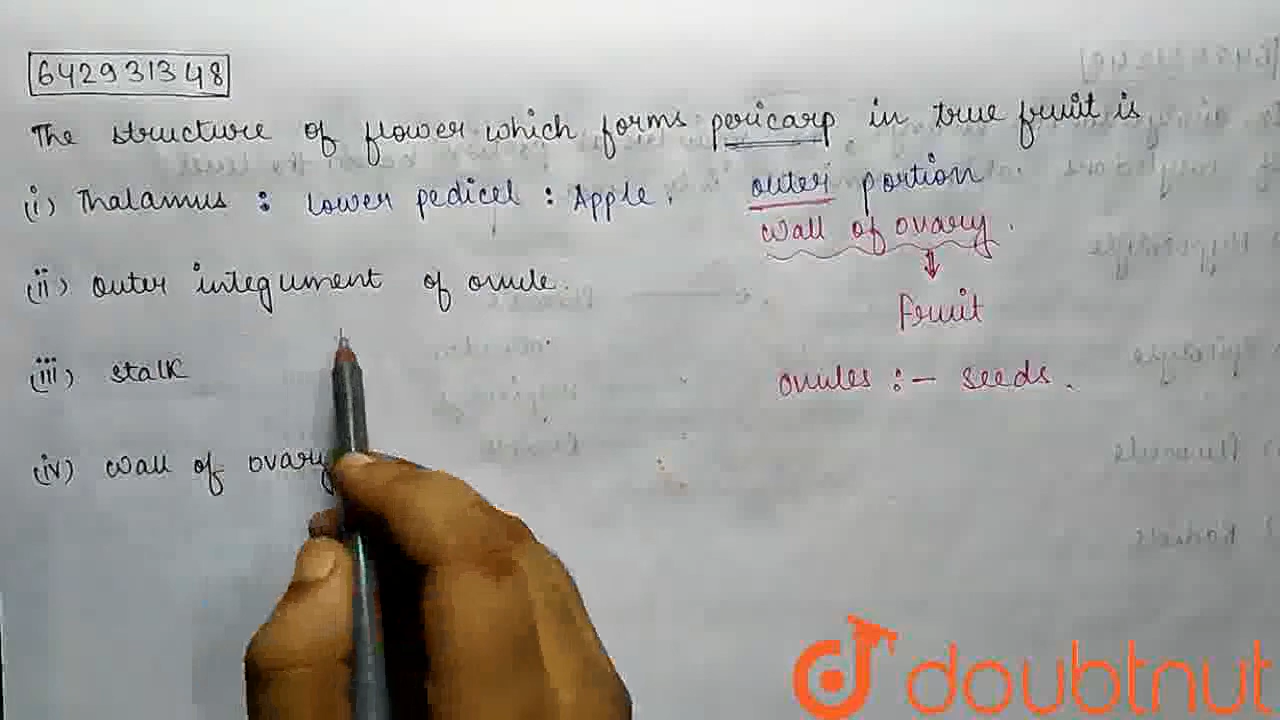 642931348
The structure of flower which forms pericarp in true fruit is
(i) Thalamus : Lower pedicel : Apple.
outer portion
wall of ovary.
(ii) outer integument of ovule.
Fruit
(iii) stalk
ovules :- seeds.
(iv) wall of ovary
doubtnut